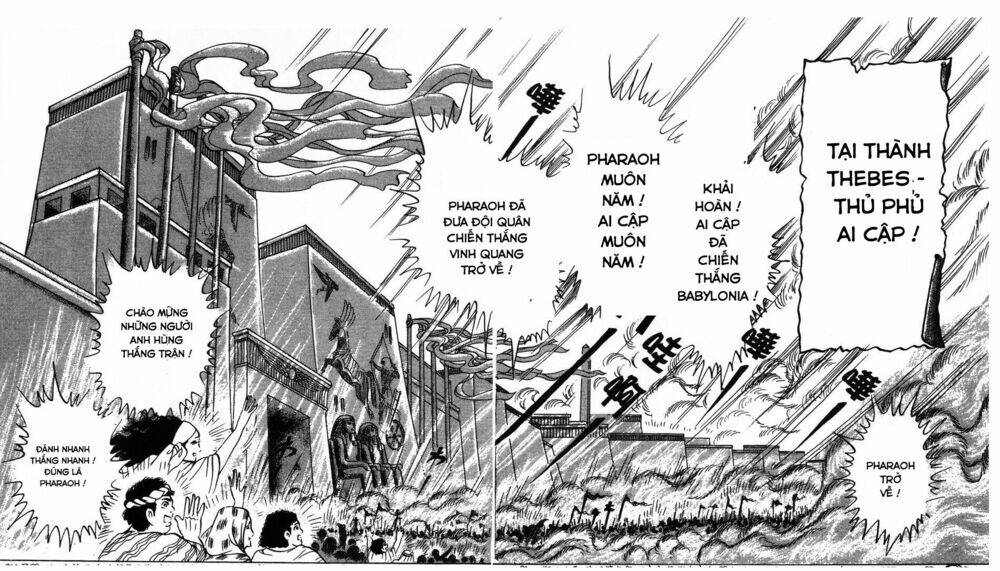 TẠI THÀNH
THEBES -
THỦ PHỦ
AI CẬP !
KHẢI
HOÀN !
AI CẬP
ĐÃ
CHIẾN
THẮNG
BABYLONIA !
PHARAOH
MUÔN
NĂM !
AI CẬP
MUÔN
NĂM !
PHARAOH ĐÃ
ĐƯA ĐỘI QUÂN
CHIẾN THẮNG
VINH QUANG
TRỞ VỀ !
PHARAOH
TRỞ
VỀ !
CHÀO MỪNG
NHỮNG NGƯỜI
ANH HÙNG
THẮNG TRẬN !
ĐÁNH NHANH
THẮNG NHANH !
ĐÚNG LÀ
PHARAOH !